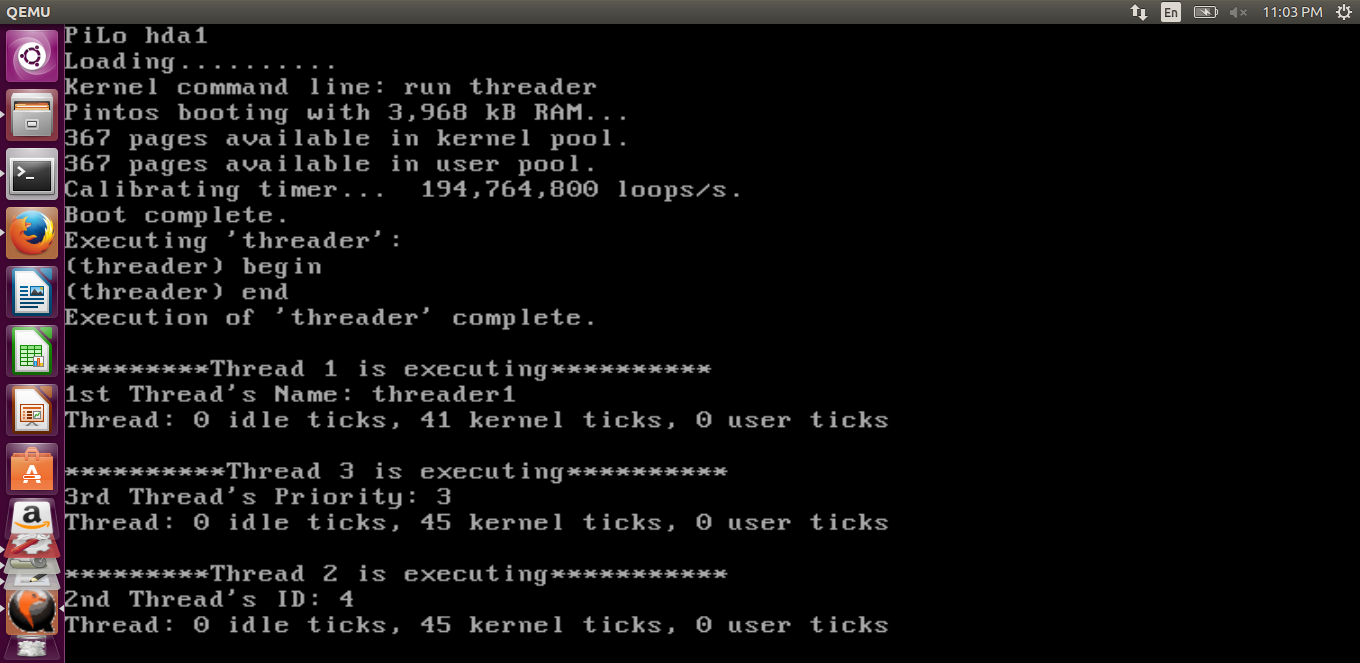 QEMU
En
11:03 PM
PiLo hda1
Loading..........
Kernel command line: run threader
Pintos booting with 3,968 kB RAM...
367 pages available in kernel pool.
367 pages available in user pool.
Calibrating timer...  194,764,800 loops/s.
Boot complete.
Executing 'threader':
(threader) begin
(threader) end
Execution of 'threader' complete.
*********Thread 1 is executing**********
1st Thread's Name: threader1
Thread: 0 idle ticks, 41 kernel ticks, 0 user ticks
**********Thread 3 is executing**********
3rd Thread's Priority: 3
Thread: 0 idle ticks, 45 kernel ticks, 0 user ticks
*********Thread 2 is executing***********
2nd Thread's ID: 4
Thread: 0 idle ticks, 45 kernel ticks, 0 user ticks